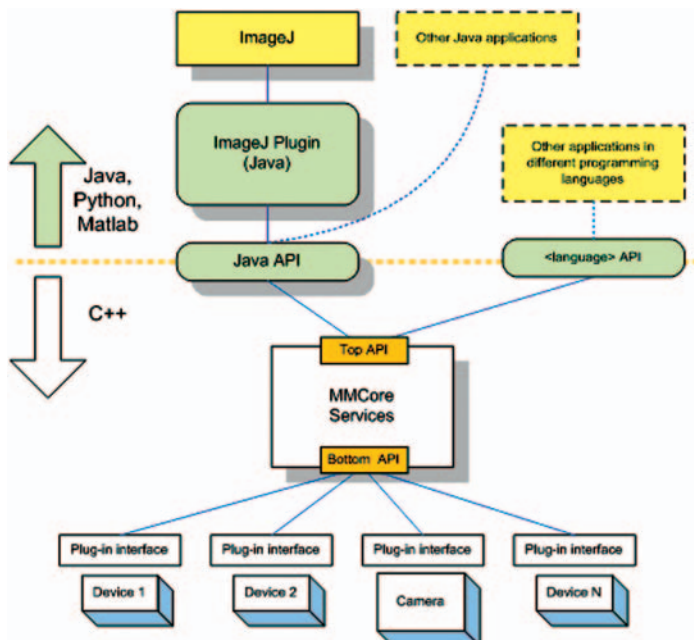 ImageJ
Other Java applications
ImageJ Plugin
(Java)
Other applications in
different programming
languages
Java,
Python,
Matlab
Java API
<language> API
C++
Top API
MMCore
Services
Bottom API
Plug-in interface
Plug-in interface
Plug-in interface
Plug-in interface
Device 1
Device 2
Camera
Device N